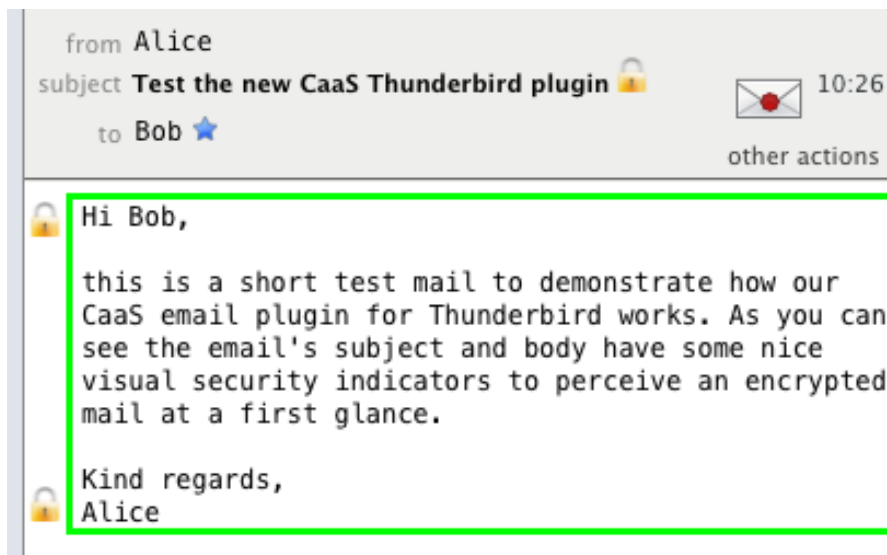 from Alice
subject Test the new CaaS Thunderbird plugin
10:26
to Bob
other actions
Hi Bob,
this is a short test mail to demonstrate how our
CaaS email plugin for Thunderbird works. As you can
see the email's subject and body have some nice
visual security indicators to perceive an encrypted
mail at a first glance.
Kind regards,
Alice